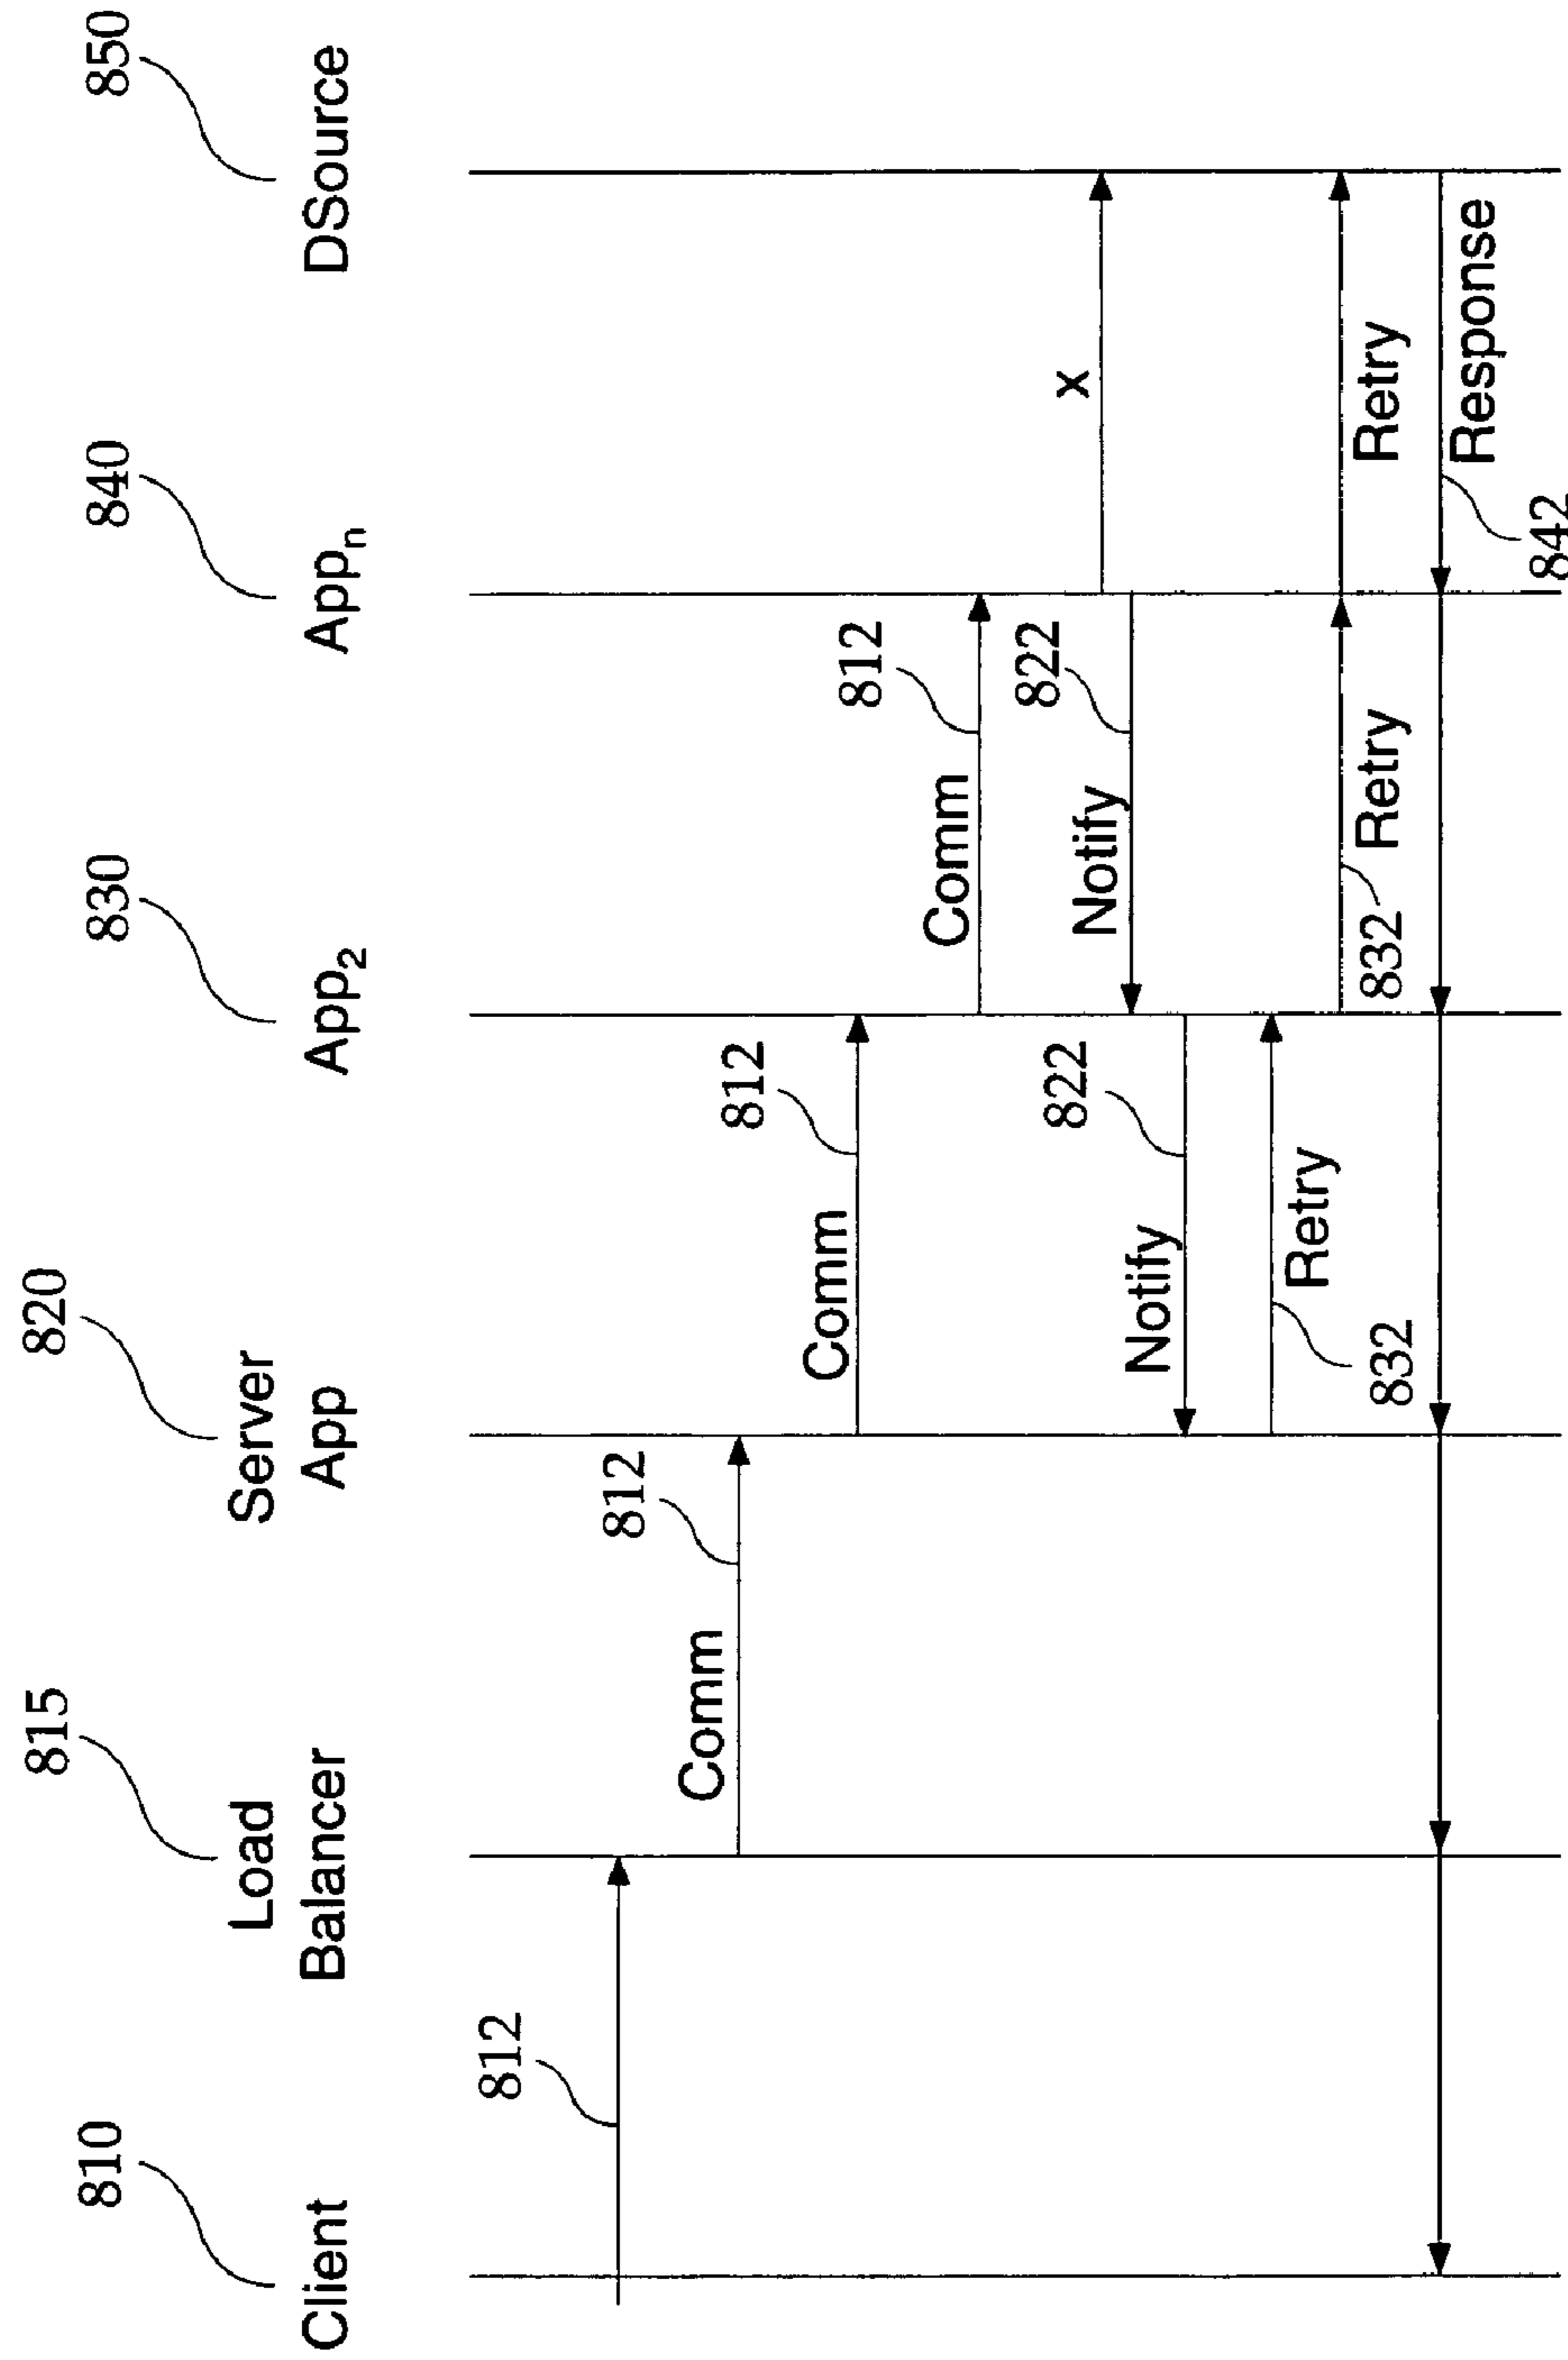 810
815
820
830
840
850
Client
Load
Balancer
Server
App
App₂
Appₙ
DSource
812
812
Comm
812
Comm
812
Comm
822
822
x
Notify
Notify
Retry
832
832
Retry
Retry
Response
842